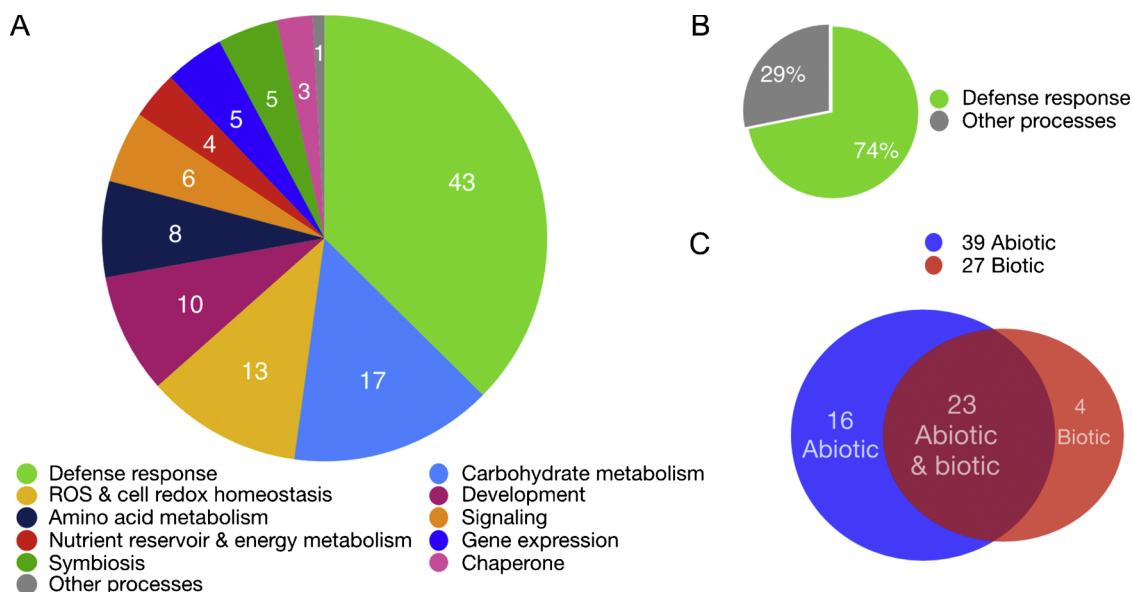 A
1
3
5
5
4
6
8
10
13
17
43
Defense response
ROS & cell redox homeostasis
Amino acid metabolism
Nutrient reservoir & energy metabolism
Symbiosis
Other processes
Carbohydrate metabolism
Development
Signaling
Gene expression
Chaperone
B
29%
74%
Defense response
Other processes
C
39 Abiotic
27 Biotic
16
Abiotic
23
Abiotic
& biotic
4
Biotic